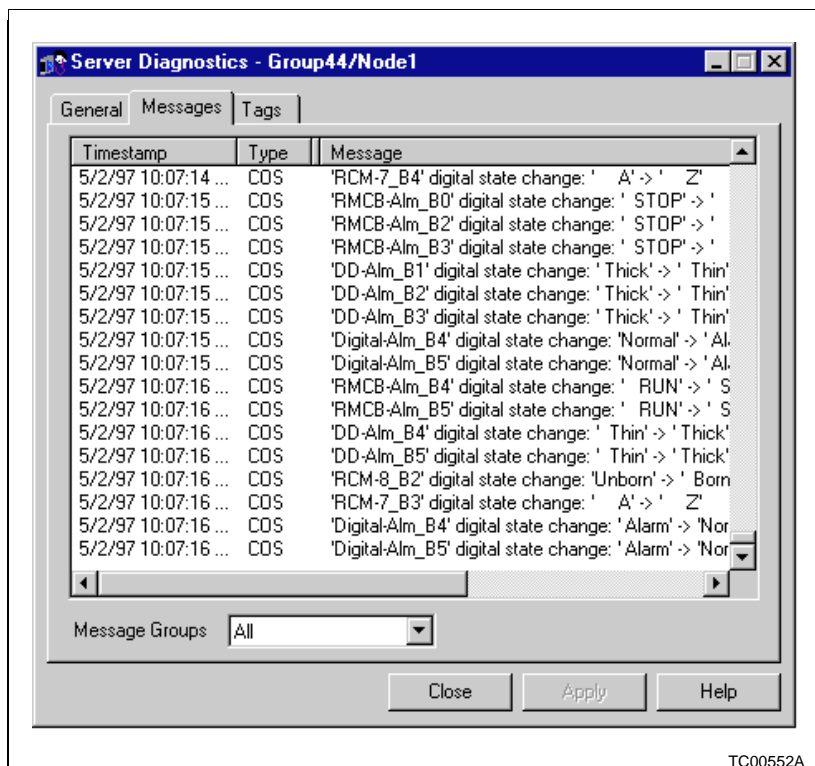 Server Diagnostics - Group44/Node1
General Messages Tags
Timestamp Type Message
5/2/97 10:07:14 ... COS 'RCM-7_B4' digital state change: '     A' -> '     Z'
5/2/97 10:07:15 ... COS 'RMCB-Alm_B0' digital state change: '  STOP' -> '
5/2/97 10:07:15 ... COS 'RMCB-Alm_B2' digital state change: '  STOP' -> '
5/2/97 10:07:15 ... COS 'RMCB-Alm_B3' digital state change: '  STOP' -> '
5/2/97 10:07:15 ... COS 'DD-Alm_B1' digital state change: ' Thick' -> '  Thin'
5/2/97 10:07:15 ... COS 'DD-Alm_B2' digital state change: ' Thick' -> '  Thin'
5/2/97 10:07:15 ... COS 'DD-Alm_B3' digital state change: ' Thick' -> '  Thin'
5/2/97 10:07:15 ... COS 'Digital-Alm_B4' digital state change: 'Normal' -> ' Al
5/2/97 10:07:15 ... COS 'Digital-Alm_B5' digital state change: 'Normal' -> ' Al
5/2/97 10:07:16 ... COS 'RMCB-Alm_B4' digital state change: '   RUN' -> '  S
5/2/97 10:07:16 ... COS 'RMCB-Alm_B5' digital state change: '   RUN' -> '  S
5/2/97 10:07:16 ... COS 'DD-Alm_B4' digital state change: '  Thin' -> ' Thick'
5/2/97 10:07:16 ... COS 'DD-Alm_B5' digital state change: '  Thin' -> ' Thick'
5/2/97 10:07:16 ... COS 'RCM-8_B2' digital state change: 'Unborn' -> '  Born
5/2/97 10:07:16 ... COS 'RCM-7_B3' digital state change: '     A' -> '     Z'
5/2/97 10:07:16 ... COS 'Digital-Alm_B4' digital state change: ' Alarm' -> 'Nor
5/2/97 10:07:16 ... COS 'Digital-Alm_B5' digital state change: ' Alarm' -> 'Nor
Message Groups All
Close Apply Help
TC00552A